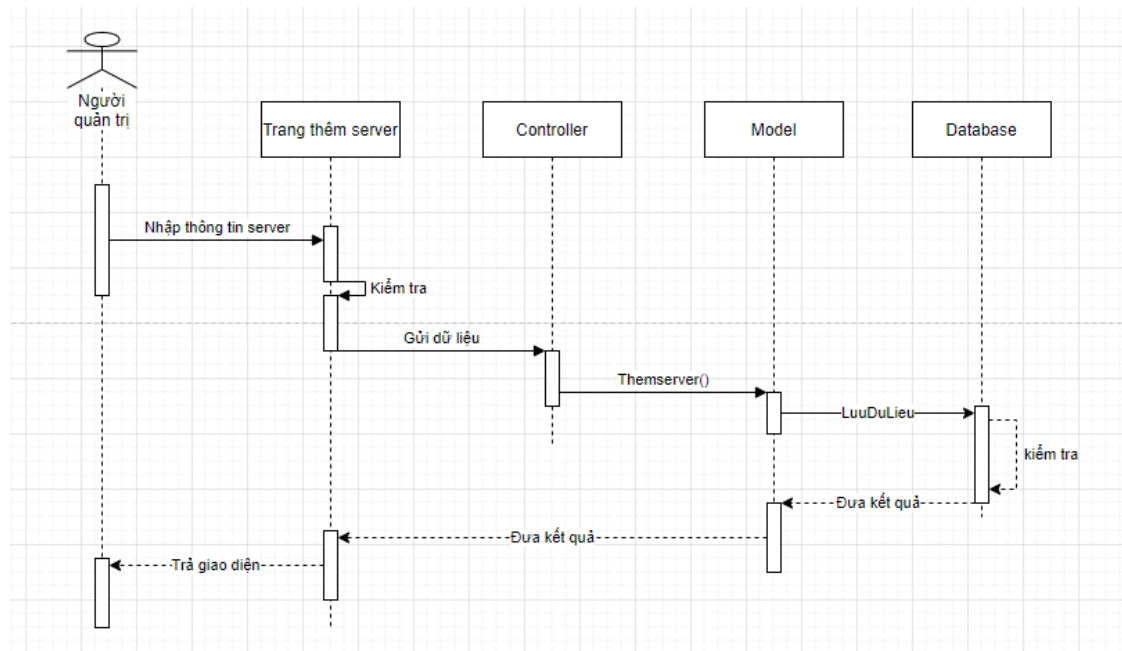 Người
quản trị
Trang thêm server
Controller
Model
Database
Nhập thông tin server
Kiểm tra
Gửi dữ liệu
Themserver()
LuuDuLieu
kiểm tra
Đưa kết quả
Đưa kết quả
Trả giao diện